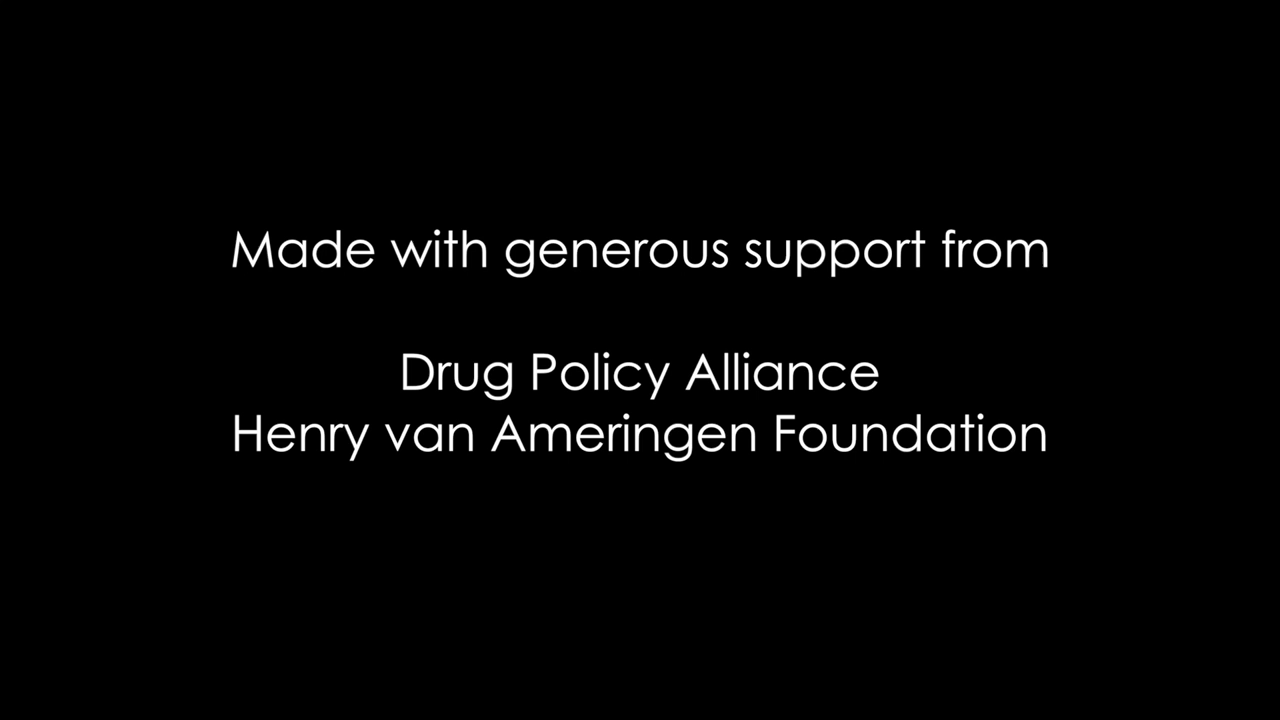 Made with generous support from
Drug Policy Alliance
Henry van Ameringen Foundation